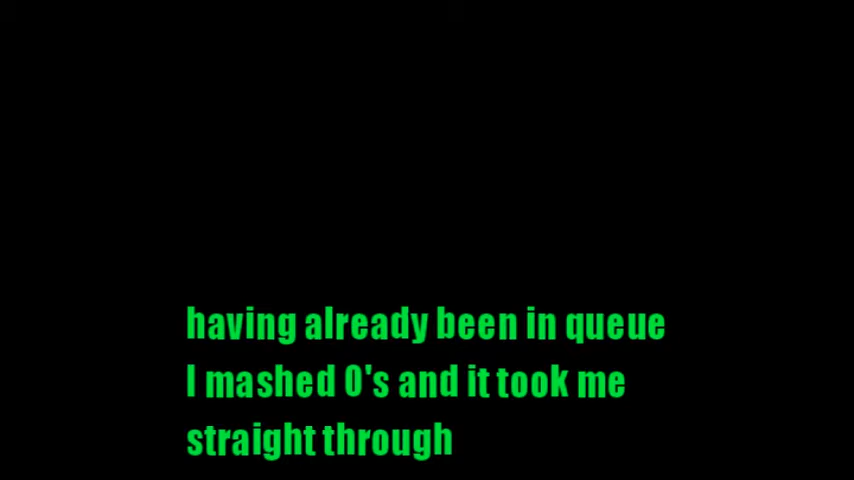 having already been in queue
I mashed 0's and it took me
straight through